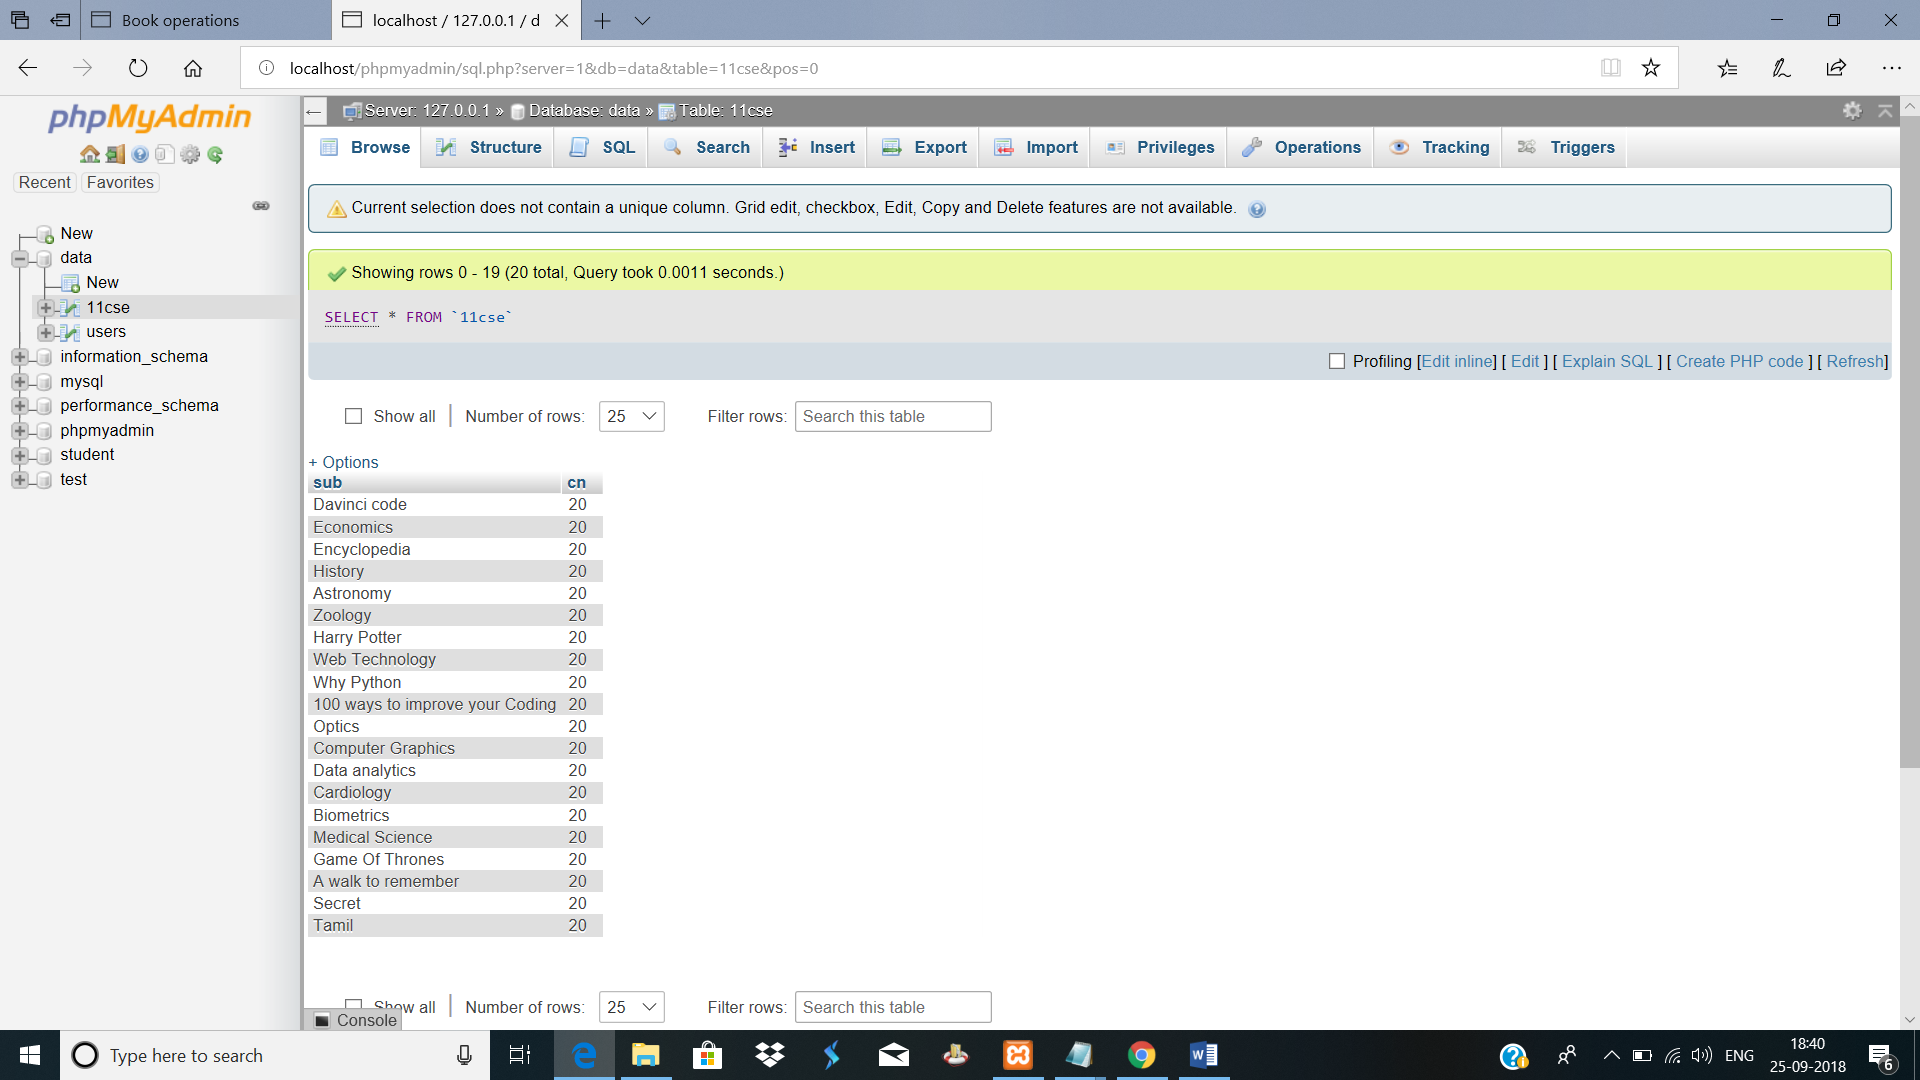 Book operations
localhost / 127.0.0.1 / d
localhost/phpmyadmin/sql.php?server=1&db=data&table=11cse&pos=0
phpMyAdmin
Recent Favorites
New
data
New
11cse
users
information_schema
mysql
performance_schema
phpmyadmin
student
test
Server: 127.0.0.1 » Database: data » Table: 11cse
Browse Structure SQL Search Insert Export Import Privileges Operations Tracking Triggers
Current selection does not contain a unique column. Grid edit, checkbox, Edit, Copy and Delete features are not available.
Showing rows 0 - 19 (20 total, Query took 0.0011 seconds.)
SELECT * FROM `11cse`
Profiling [Edit inline] [ Edit ] [ Explain SQL ] [ Create PHP code ] [ Refresh]
Show all Number of rows: 25 Filter rows: Search this table
+ Options
sub cn
Davinci code 20
Economics 20
Encyclopedia 20
History 20
Astronomy 20
Zoology 20
Harry Potter 20
Web Technology 20
Why Python 20
100 ways to improve your Coding 20
Optics 20
Computer Graphics 20
Data analytics 20
Cardiology 20
Biometrics 20
Medical Science 20
Game Of Thrones 20
A walk to remember 20
Secret 20
Tamil 20
Show all Number of rows: 25 Filter rows: Search this table
Console
Type here to search
ENG
18:40
25-09-2018
6